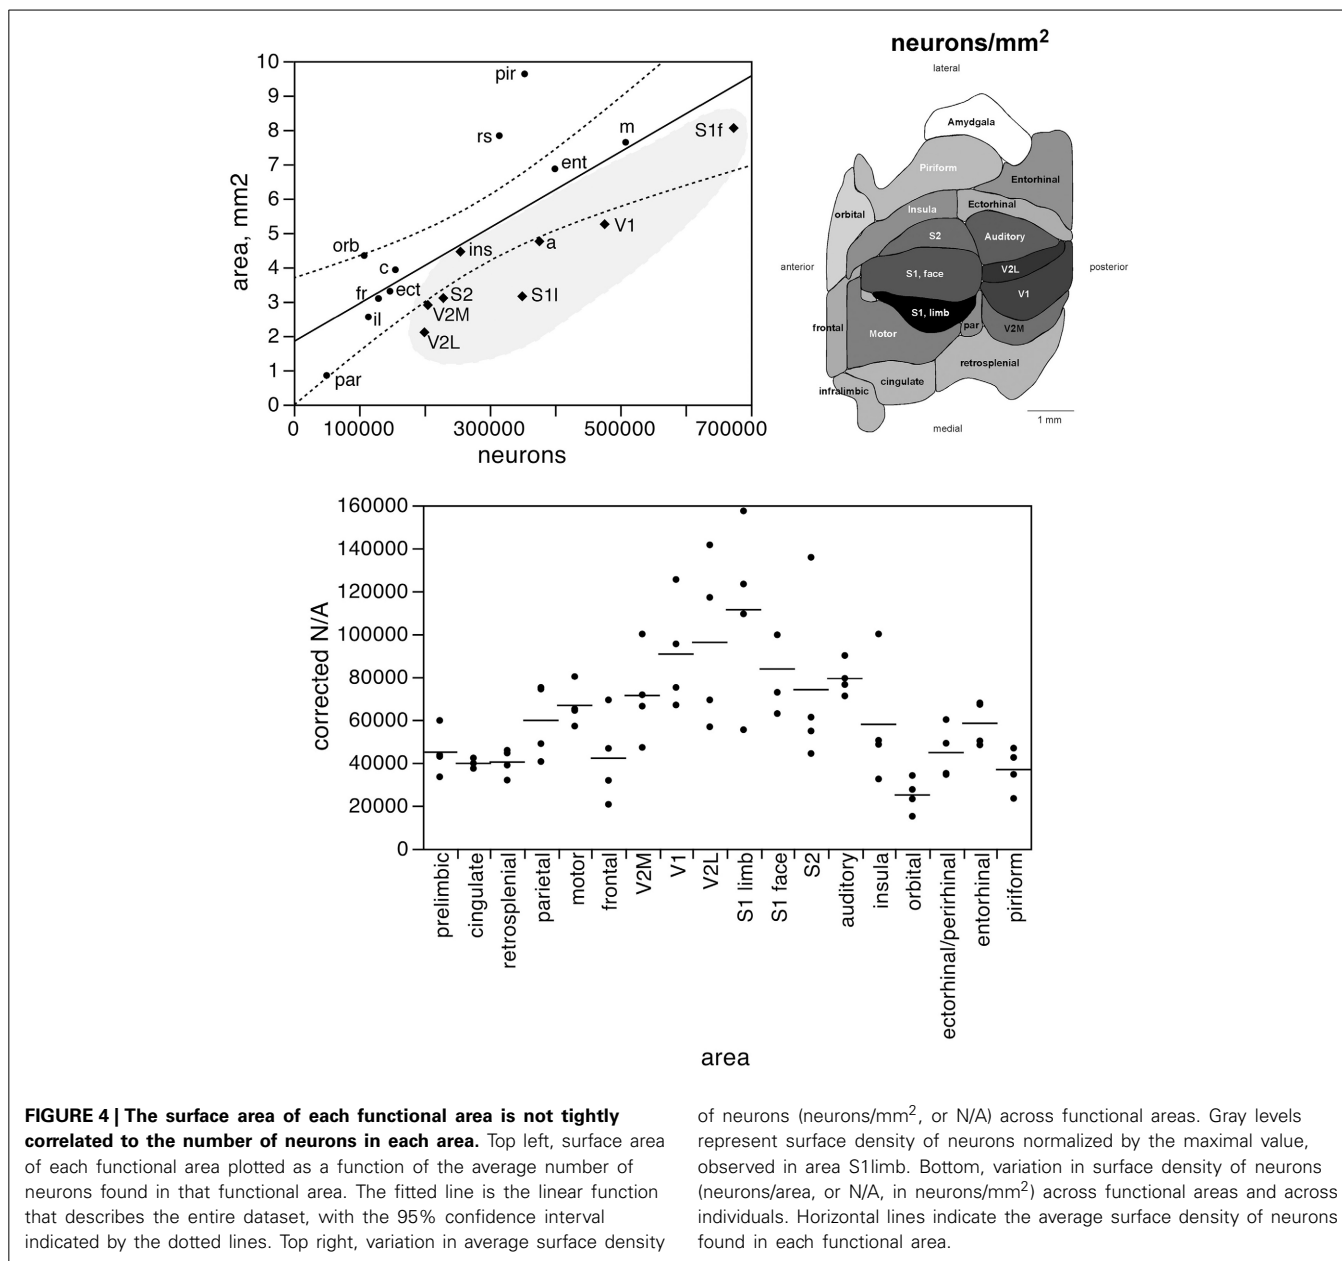 area, mm2
10
9
8
7
6
5
4
3
2
1
0
pir
rs
m
S1f
ent
V1
orb
ins
a
c
fr
ect
S2
S1l
il
V2M
V2L
par
0
100000
300000
500000
700000
neurons
neurons/mm²
lateral
Amydgala
Piriform
Entorhinal
orbital
Insula
Ectorhinal
S2
Auditory
anterior
S1, face
V2L
posterior
V1
S1, limb
frontal
Motor
par
V2M
retrosplenial
infralimbic
cingulate
1 mm
medial
corrected N/A
160000
140000
120000
100000
80000
60000
40000
20000
0
prelimbic
cingulate
retrosplenial
parietal
motor
frontal
V2M
V1
V2L
S1 limb
S1 face
S2
auditory
insula
orbital
ectorhinal/perirhinal
entorhinal
piriform
area
FIGURE 4 | The surface area of each functional area is not tightly
correlated to the number of neurons in each area. Top left, surface area
of each functional area plotted as a function of the average number of
neurons found in that functional area. The fitted line is the linear function
that describes the entire dataset, with the 95% confidence interval
indicated by the dotted lines. Top right, variation in average surface density
of neurons (neurons/mm², or N/A) across functional areas. Gray levels
represent surface density of neurons normalized by the maximal value,
observed in area S1limb. Bottom, variation in surface density of neurons
(neurons/area, or N/A, in neurons/mm²) across functional areas and across
individuals. Horizontal lines indicate the average surface density of neurons
found in each functional area.